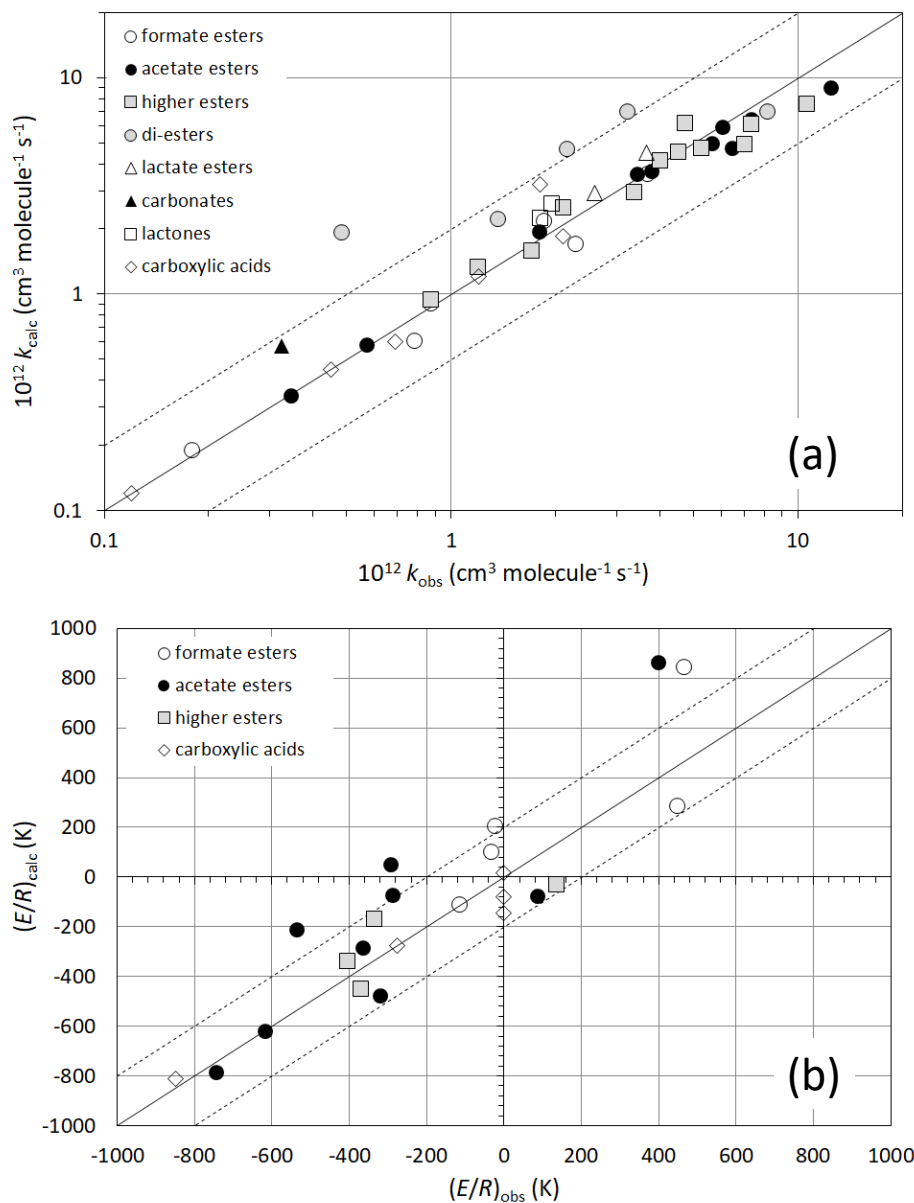 formate esters
acetate esters
higher esters
di-esters
lactate esters
carbonates
lactones
carboxylic acids
10
1
0.1
10¹² k_calc (cm³ molecule⁻¹ s⁻¹)
(a)
0.1 1 10
10¹² k_obs (cm³ molecule⁻¹ s⁻¹)
1000
800
600
400
200
0
-200
-400
-600
-800
-1000
formate esters
acetate esters
higher esters
carboxylic acids
(E/R)_calc (K)
(b)
-1000 -800 -600 -400 -200 0 200 400 600 800 1000
(E/R)_obs (K)